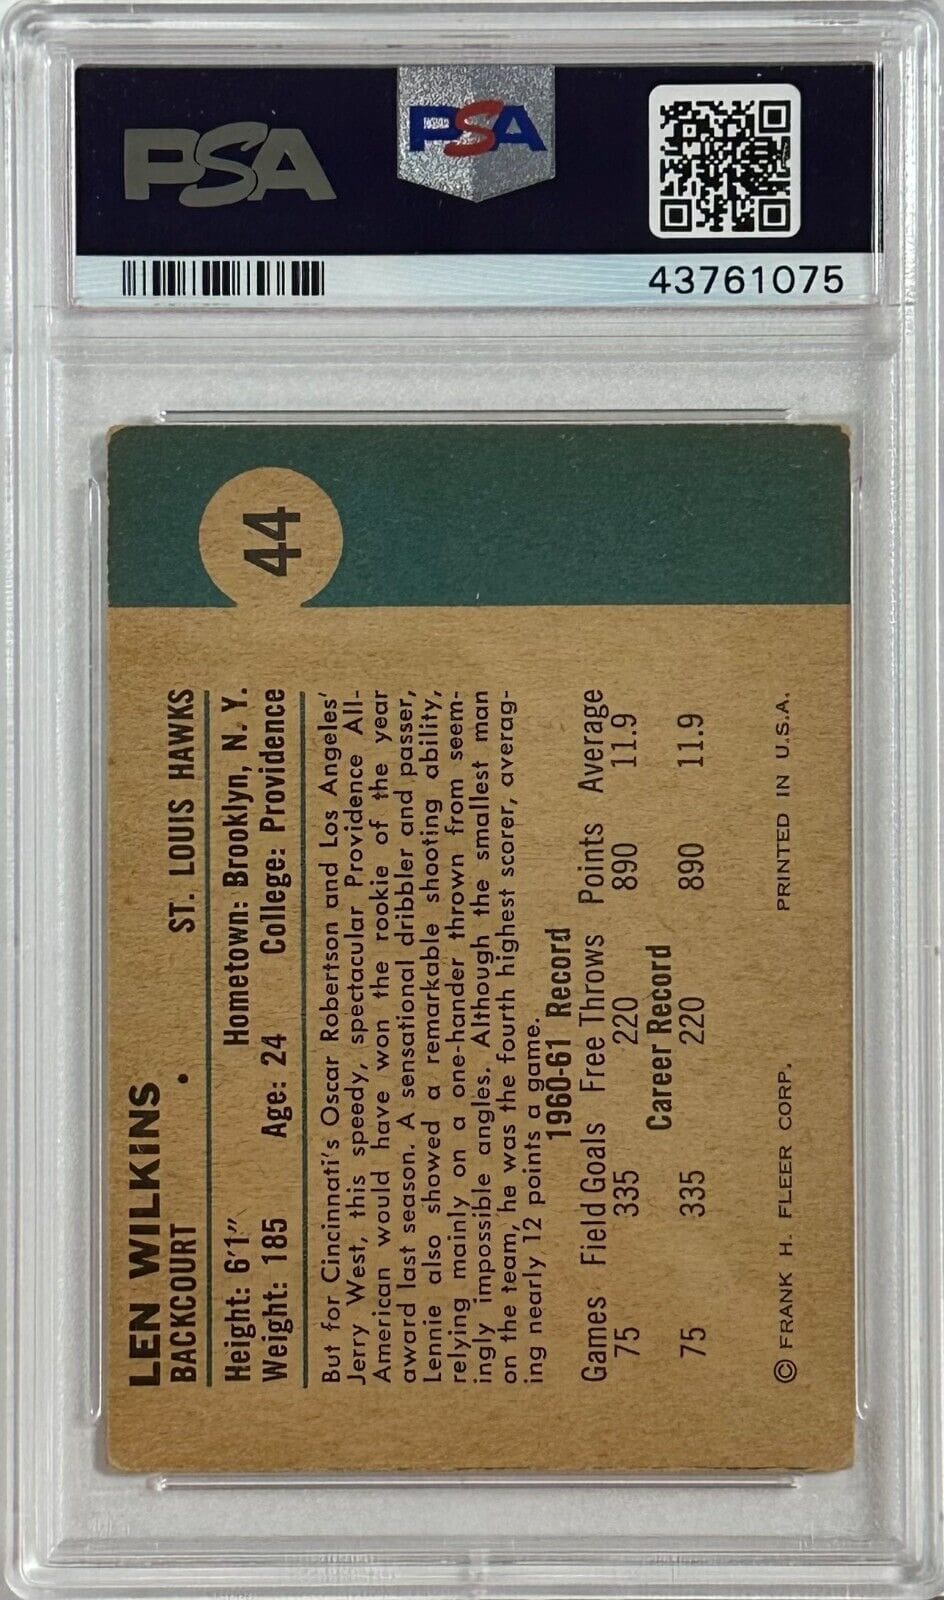 PSA
PSA
43761075
44
LEN WILKINS
BACKCOURT • ST. LOUIS HAWKS
Height: 6'1" Hometown: Brooklyn, N. Y.
Weight: 185 Age: 24 College: Providence
But for Cincinnati's Oscar Robertson and Los Angeles'
Jerry West, this speedy, spectacular Providence All-
American would have won the rookie of the year
award last season. A sensational dribbler and passer,
Lennie also showed a remarkable shooting ability,
relying mainly on a one-hander thrown from seem-
ingly impossible angles. Although the smallest man
on the team, he was the fourth highest scorer, averag-
ing nearly 12 points a game.
1960-61 Record
Games Field Goals Free Throws Points Average
75 335 220 890 11.9
Career Record
75 335 220 890 11.9
© FRANK H. FLEER CORP. PRINTED IN U.S.A.